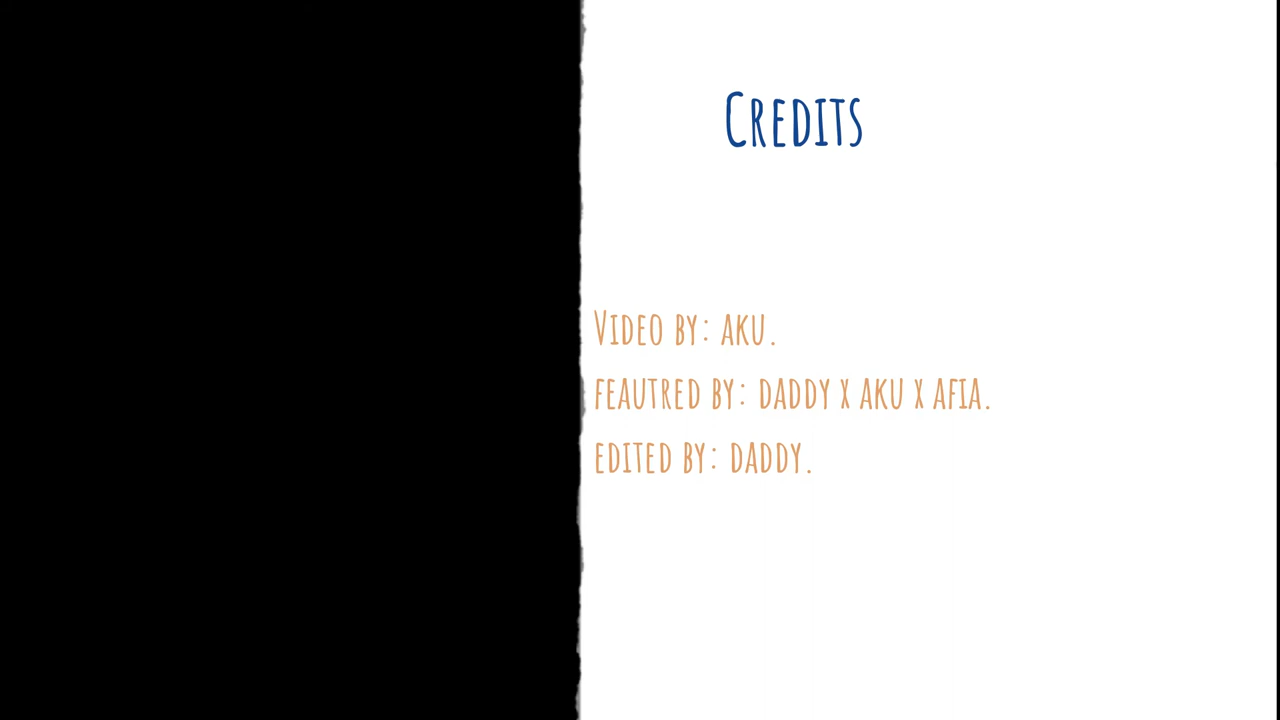 Credits
Video by: aku.
feautred by: daddy x aku x afia.
edited by: daddy.